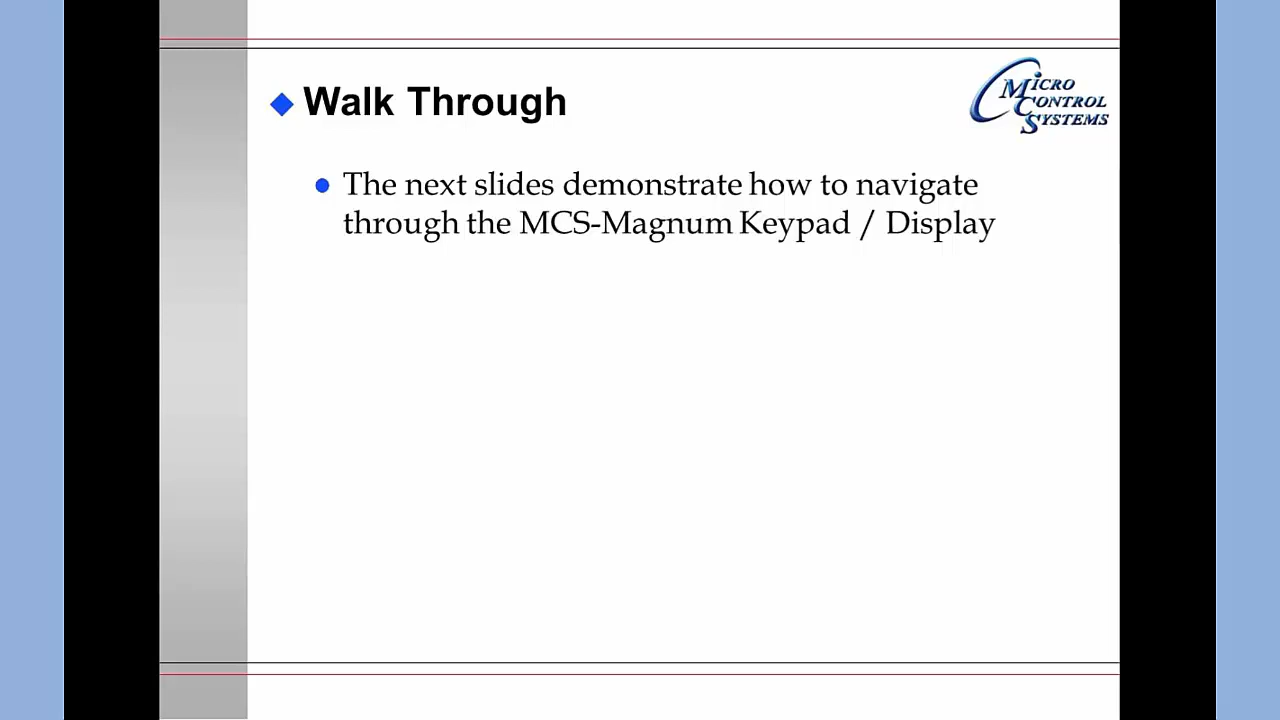 Walk Through
MICRO
CONTROL
SYSTEMS
The next slides demonstrate how to navigate
through the MCS-Magnum Keypad / Display